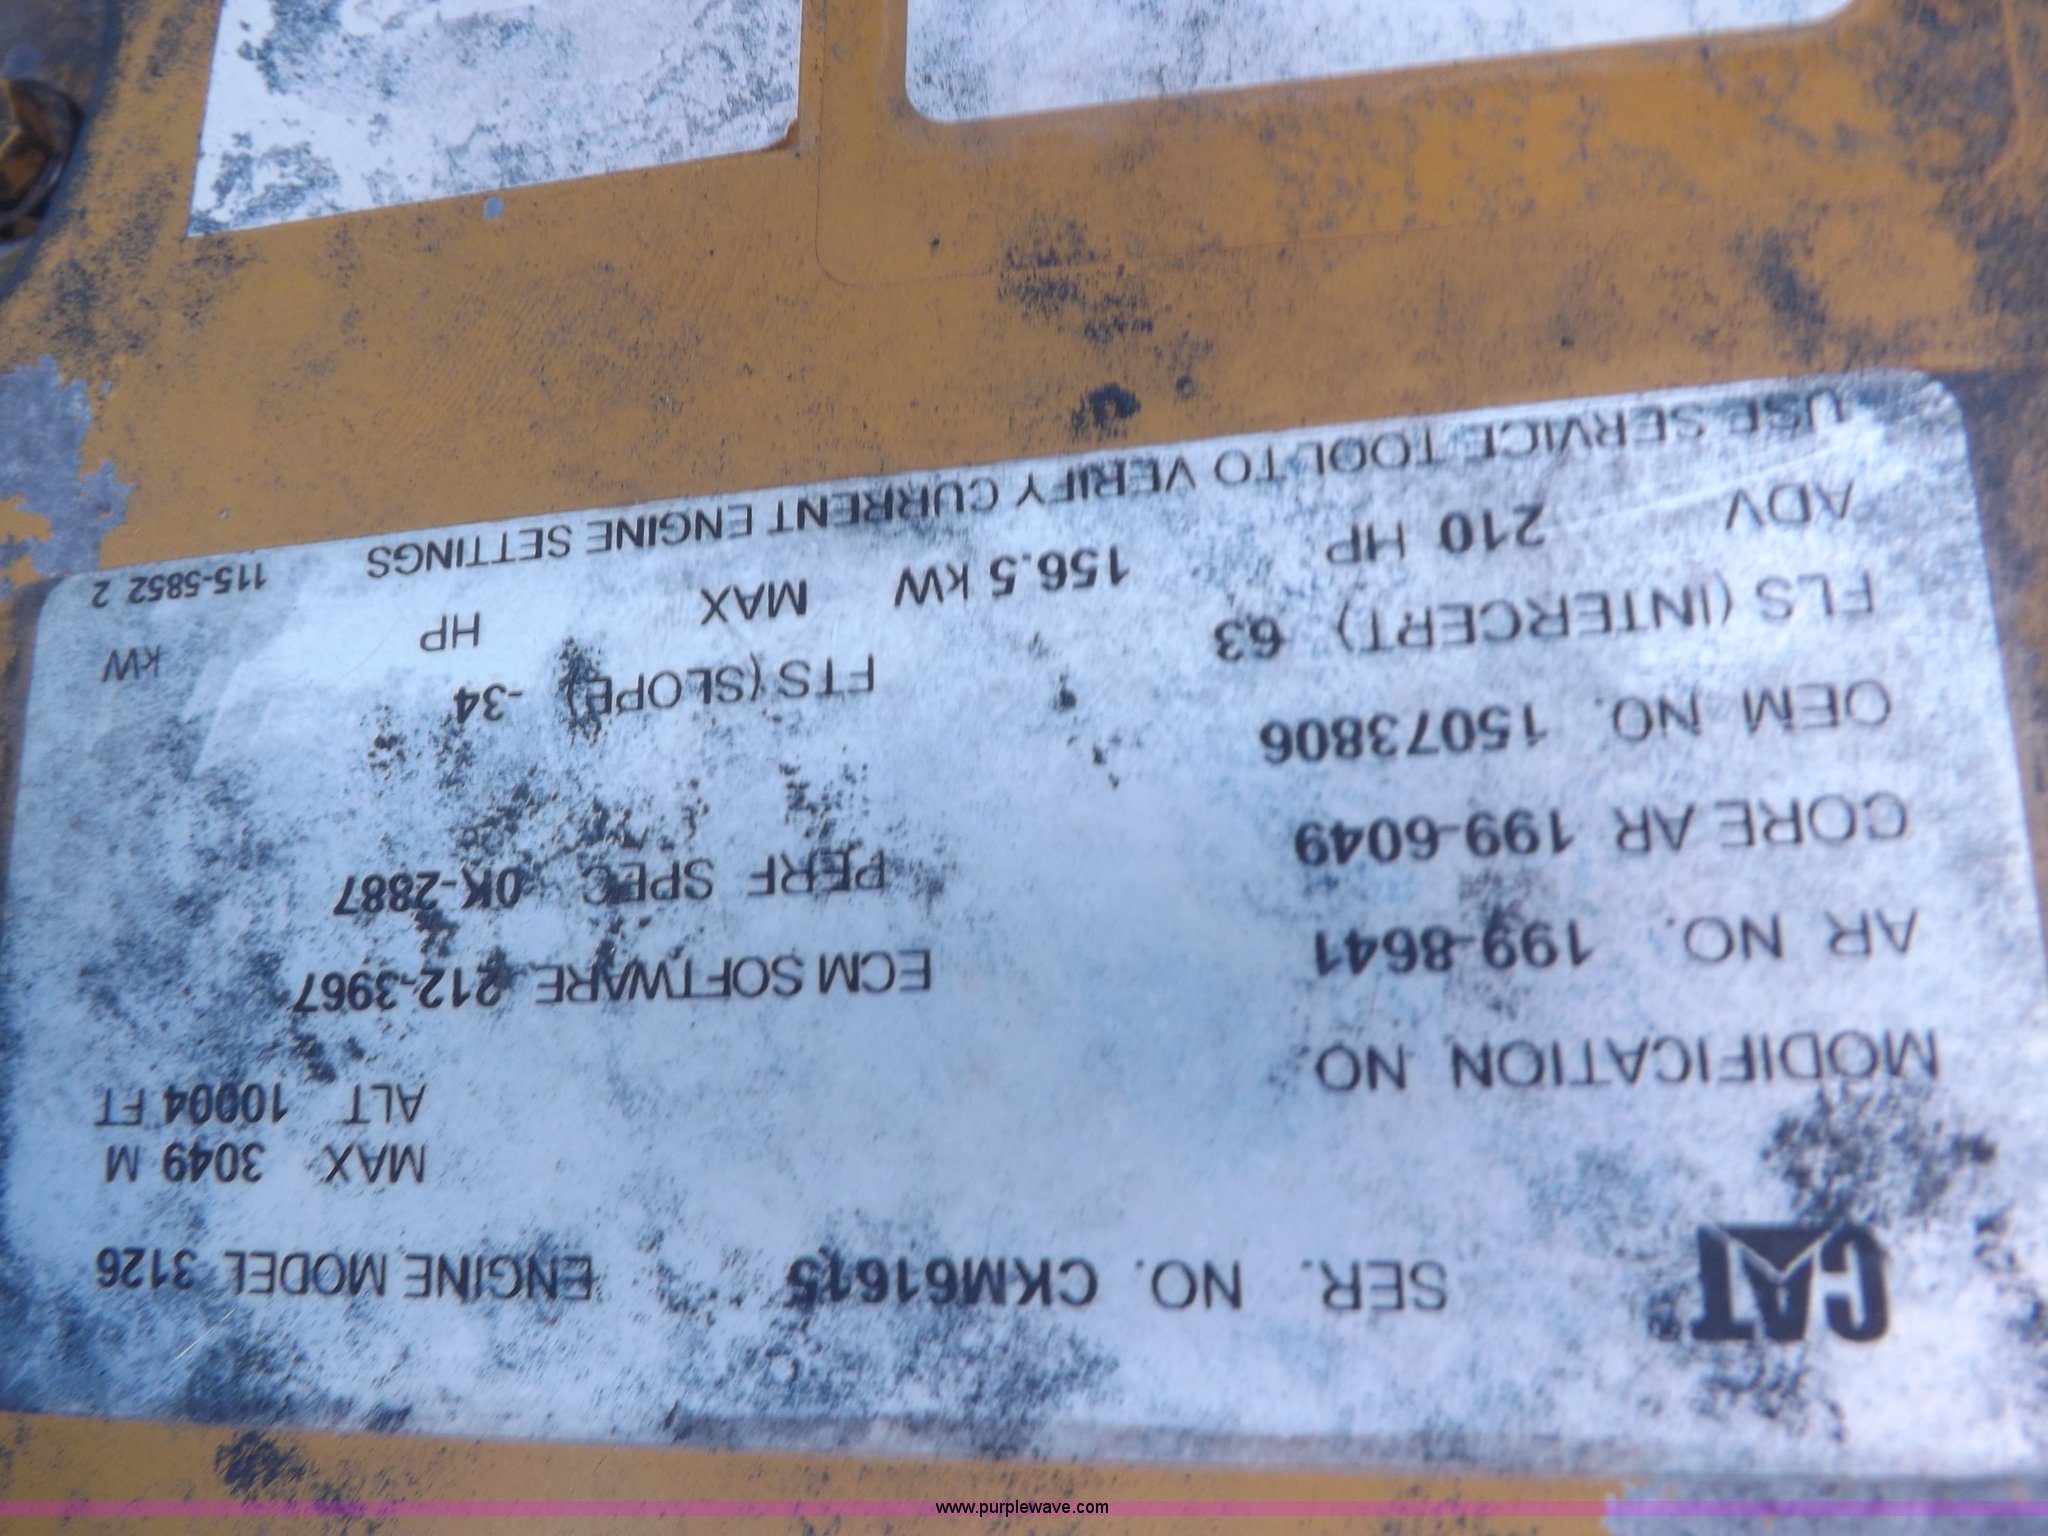 CAT SER. NO. CKM61615 ENGINE MODEL 3126
MAX 3049 M
ALT 10004 FT
MODIFICATION NO.
AR NO. 199-8641 ECM SOFTWARE 212-3967
CORE AR 199-6049 PERF SPEC 0K-2887
OEM NO. 15073806
FLS (INTERCERT) 63 FTS (SLOPE) -34
ADV 210 HP 156.5 kW MAX HP kW
USE SERVICE TOOL TO VERIFY CURRENT ENGINE SETTINGS 115-5852 2
www.purplewave.com